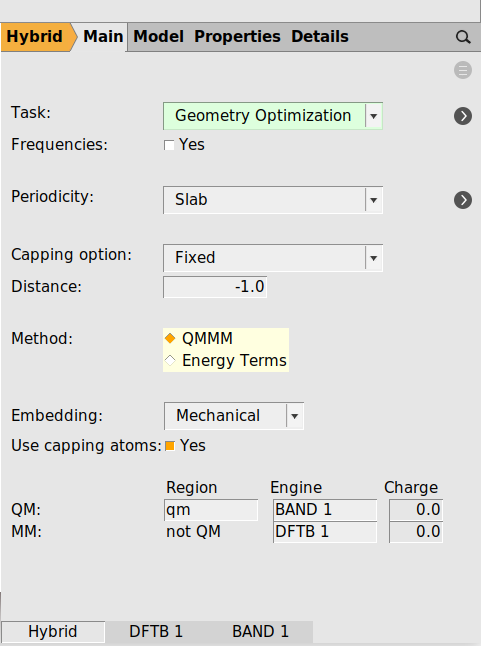 Hybrid Main Model Properties Details
Task: Geometry Optimization
Frequencies: Yes
Periodicity: Slab
Capping option: Fixed
Distance: -1.0
Method: QMMM
Energy Terms
Embedding: Mechanical
Use capping atoms: Yes
Region Engine Charge
QM: qm BAND 1 0.0
MM: not QM DFTB 1 0.0
Hybrid DFTB 1 BAND 1